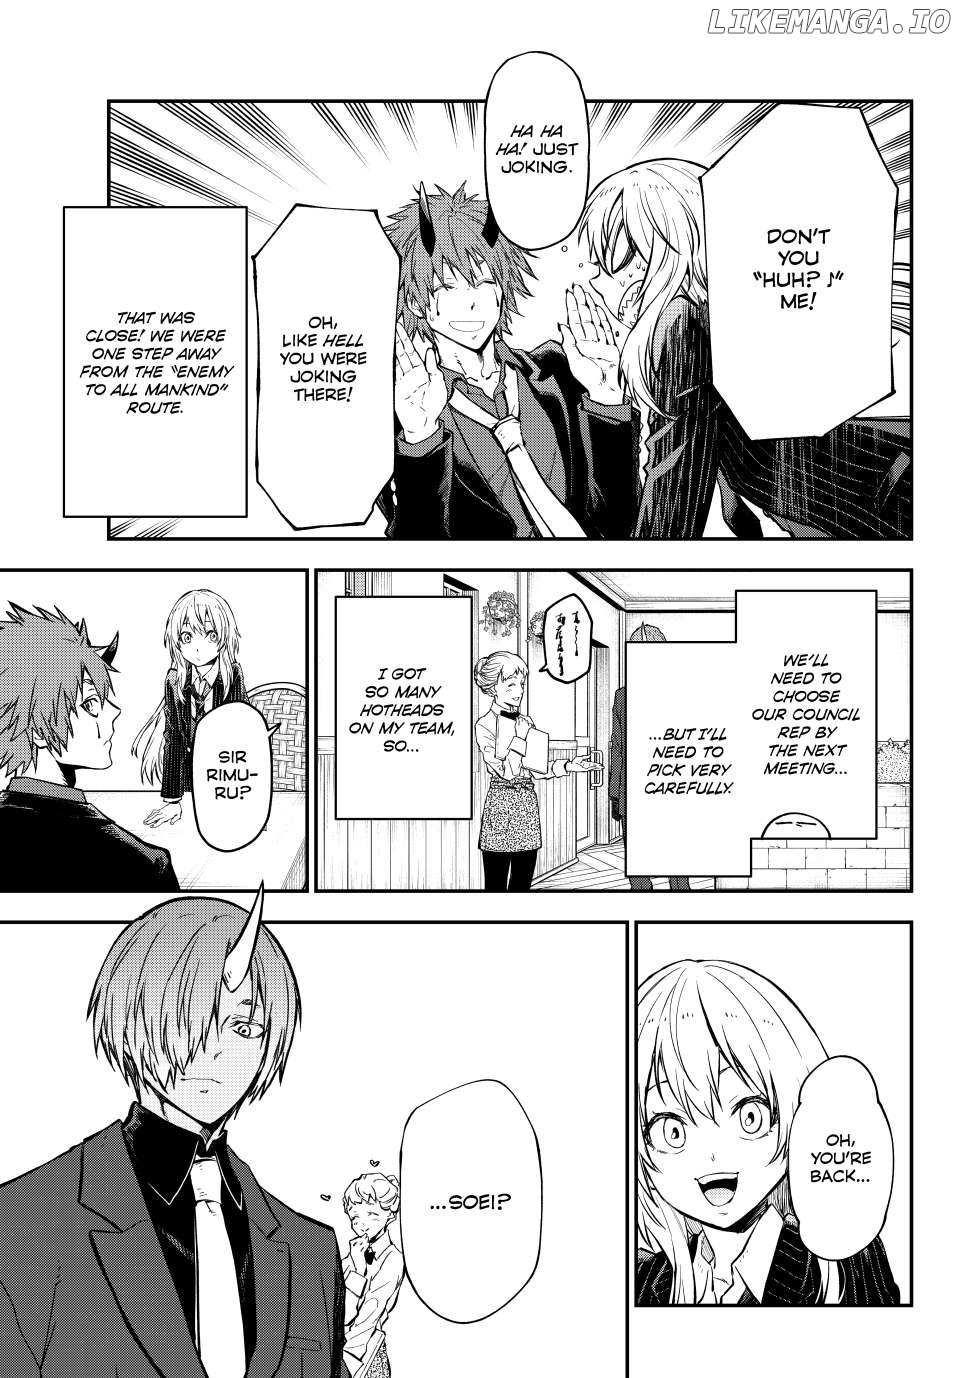 LIKEMANGA.IO
DON'T
YOU
"HUH?♪"
ME!
HA HA
HA! JUST
JOKING.
OH,
LIKE HELL
YOU WERE
JOKING
THERE!
THAT WAS
CLOSE! WE WERE
ONE STEP AWAY
FROM THE "ENEMY
TO ALL MANKIND"
ROUTE.
WE'LL
NEED TO
CHOOSE
OUR COUNCIL
REP BY
THE NEXT
MEETING...
...BUT I'LL
NEED TO
PICK VERY
CAREFULLY.
I GOT
SO MANY
HOTHEADS
ON MY TEAM,
SO...
SIR
RIMU-
RU?
OH,
YOU'RE
BACK...
...SOEI?